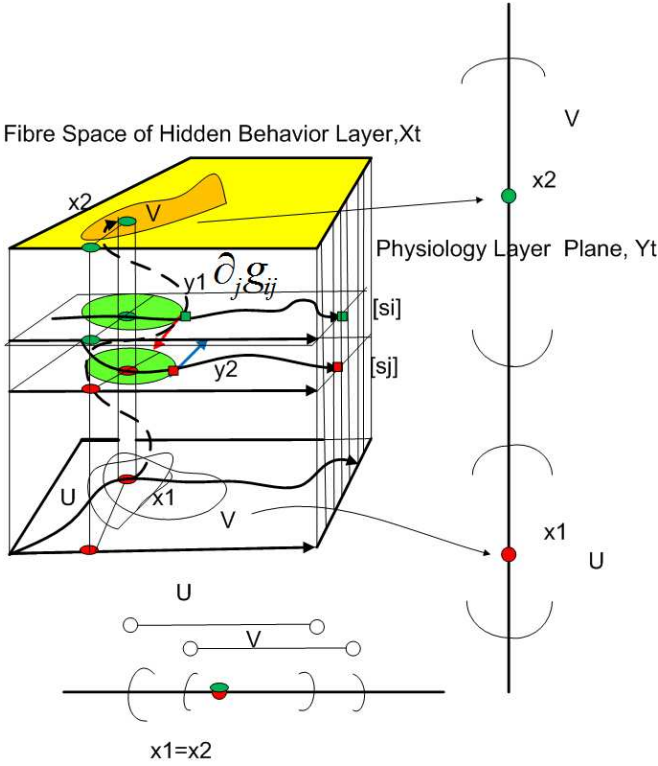 V
Fibre Space of Hidden Behavior Layer,Xt
x2
x2
V
Physiology Layer Plane, Yt
y1
∂jgij
[si]
[sj]
y2
U
x1
V
x1
U
U
V
x1=x2